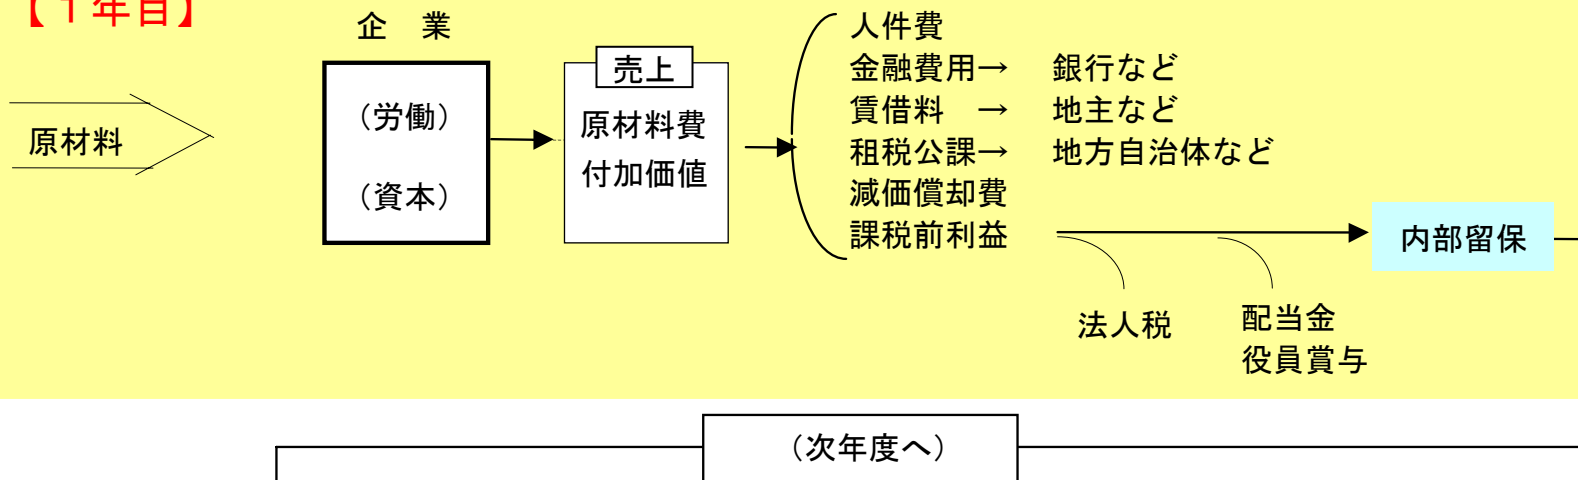 【１年目】
企　業
原材料
（労働）
（資本）
売上
原材料費
付加価値
人件費
金融費用→　銀行など
賃借料　→　地主など
租税公課→　地方自治体など
減価償却費
課税前利益
内部留保
法人税
配当金
役員賞与
（次年度へ）